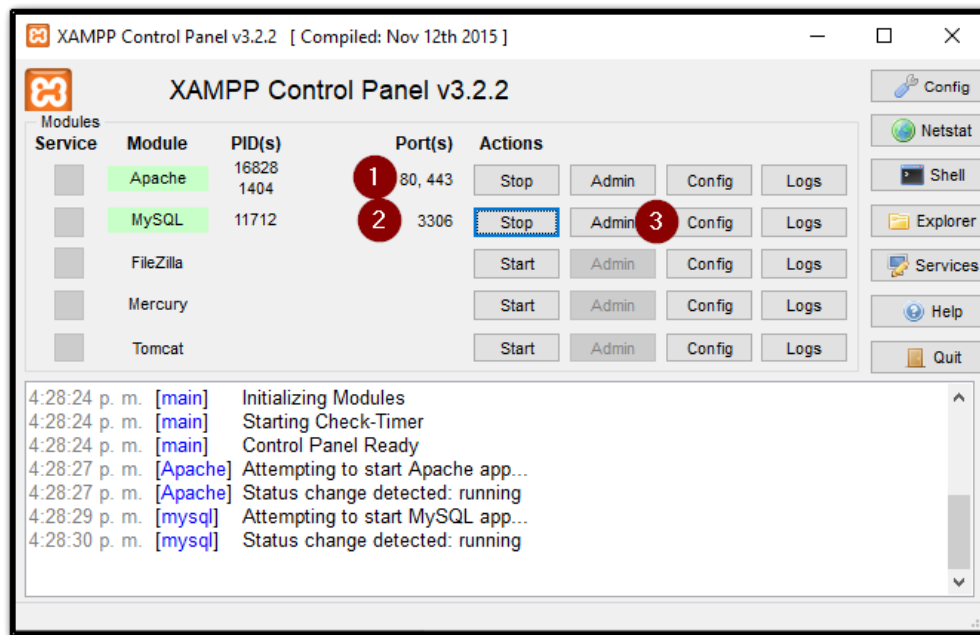 XAMPP Control Panel v3.2.2 [ Compiled: Nov 12th 2015 ]
XAMPP Control Panel v3.2.2
Config
Modules
Service Module PID(s) Port(s) Actions
Netstat
Apache 16828 1404 1 80, 443 Stop Admin Config Logs
Shell
MySQL 11712 2 3306 Stop Admin 3 Config Logs
Explorer
FileZilla Start Admin Config Logs
Services
Mercury Start Admin Config Logs
Help
Tomcat Start Admin Config Logs
Quit
4:28:24 p. m. [main] Initializing Modules
4:28:24 p. m. [main] Starting Check-Timer
4:28:24 p. m. [main] Control Panel Ready
4:28:27 p. m. [Apache] Attempting to start Apache app...
4:28:27 p. m. [Apache] Status change detected: running
4:28:29 p. m. [mysql] Attempting to start MySQL app...
4:28:30 p. m. [mysql] Status change detected: running